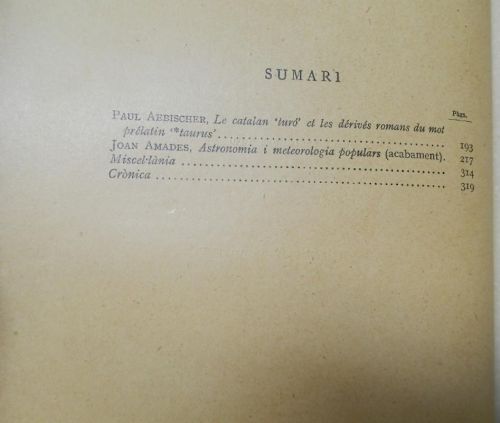 SUMARI
Pàgs.
PAUL AEBISCHER, Le catalan ‘turó’ et les dérivés romans du mot
prélatin ‘*taurus’ 193
JOAN AMADES, Astronomia i meteorologia populars (acabament). 217
Miscel·lània 314
Crònica 319